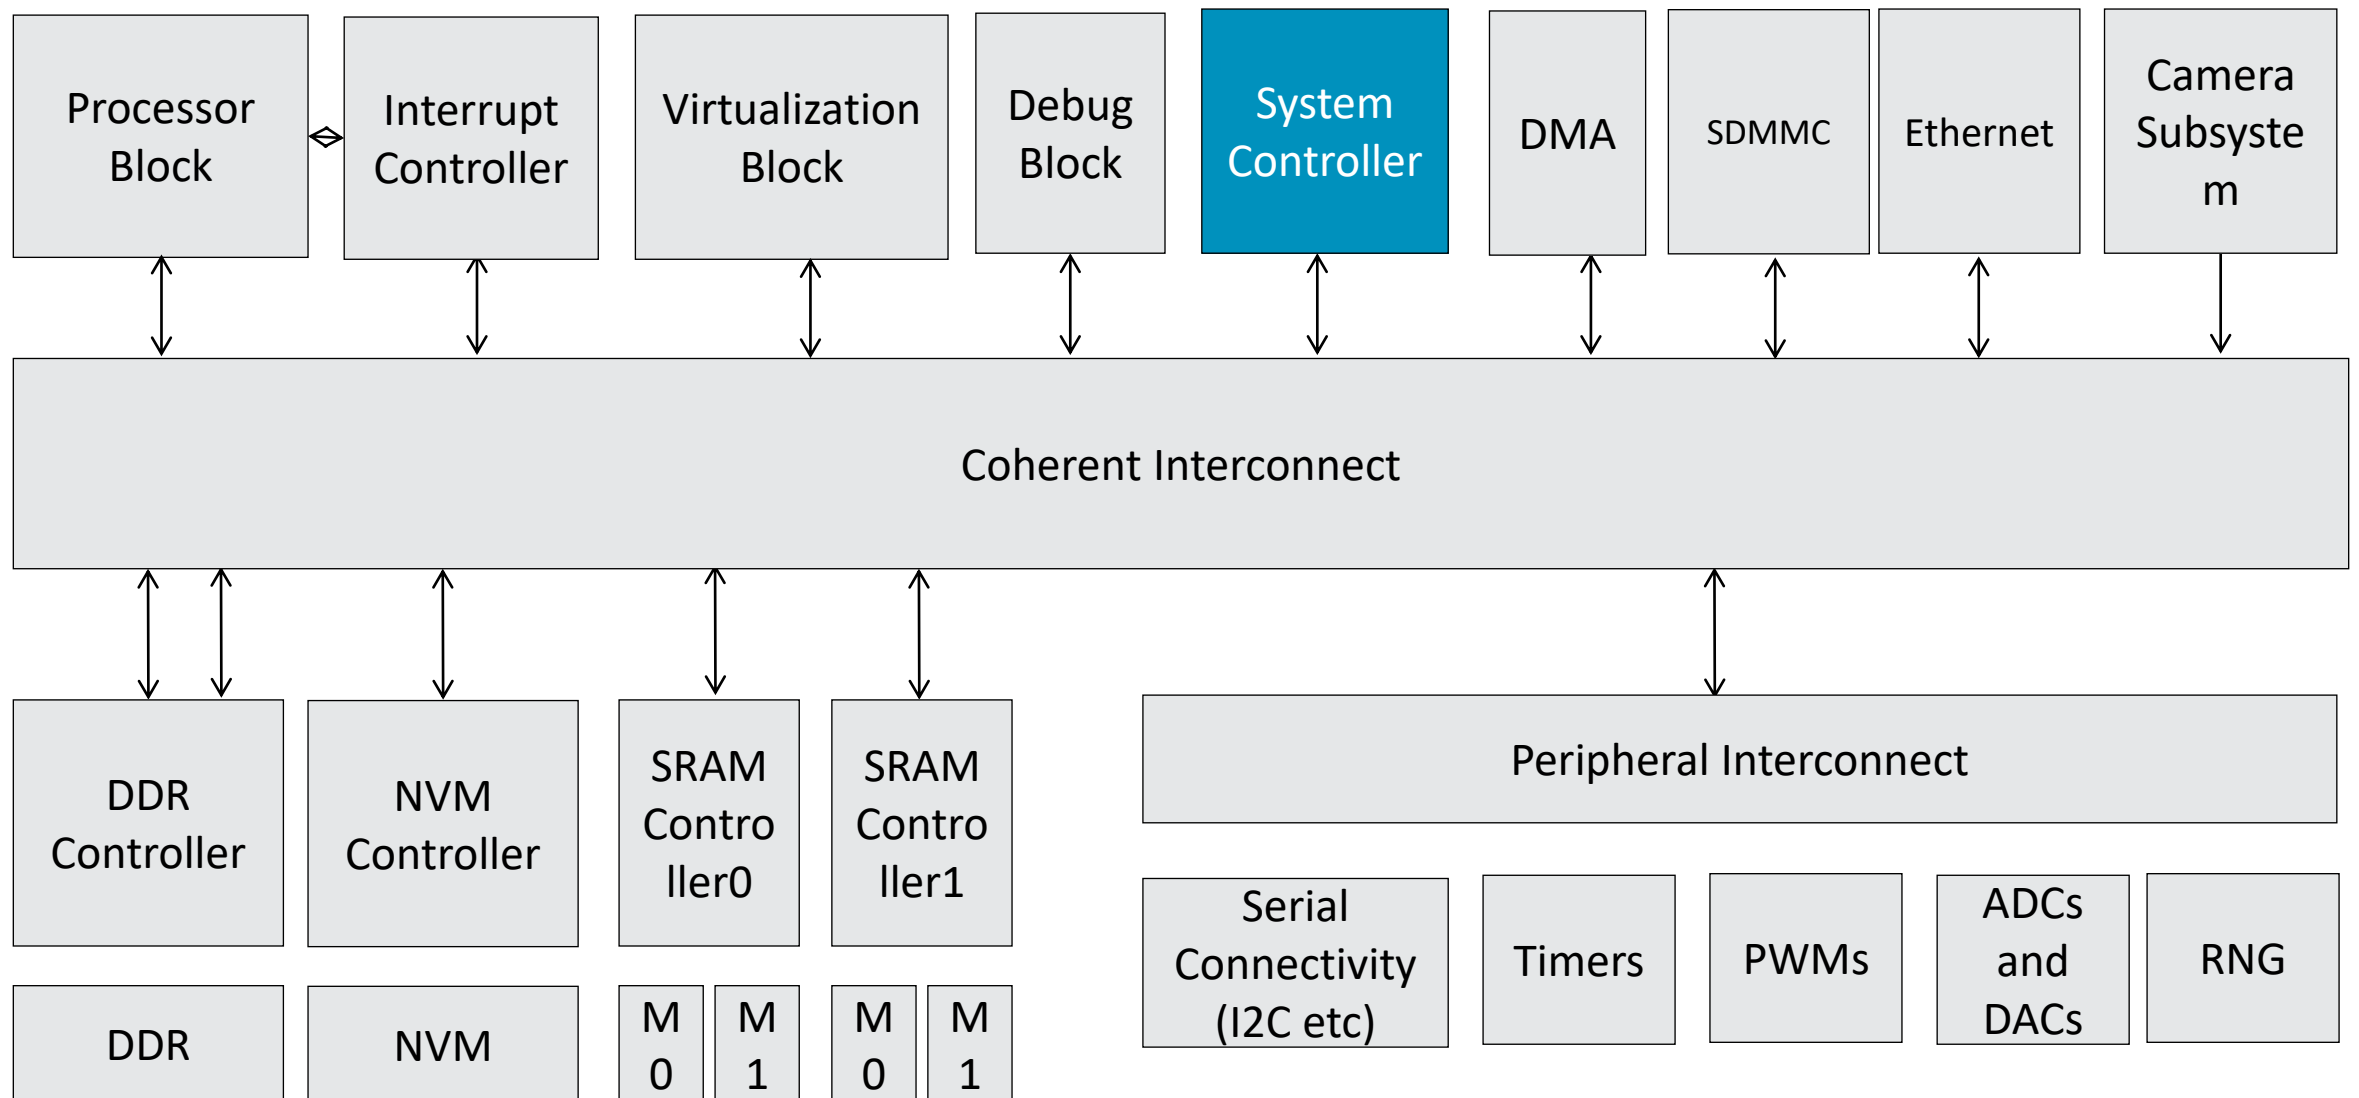 Processor
Block
Interrupt
Controller
Virtualization
Block
Debug
Block
System
Controller
DMA
SDMMC
Ethernet
Camera
Subsyste
m
Coherent Interconnect
DDR
Controller
NVM
Controller
SRAM
Contro
ller0
SRAM
Contro
ller1
Peripheral Interconnect
Serial
Connectivity
(I2C etc)
Timers
PWMs
ADCs
and
DACs
RNG
DDR
NVM
M
0
M
1
M
0
M
1